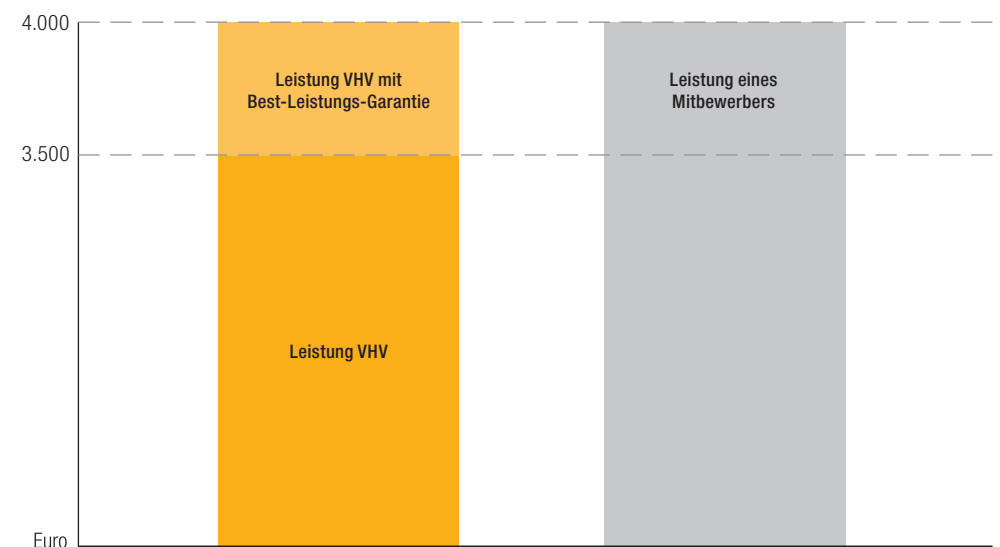 4.000
Leistung VHV mit
Best-Leistungs-Garantie
Leistung eines
Mitbewerbers
3.500
Leistung VHV
Euro